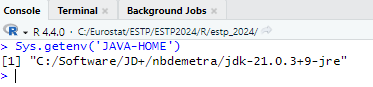 Console Terminal × Background Jobs ×
R 4.4.0 · C:/Eurostat/ESTP/ESTP2024/R/estp_2024/
> Sys.getenv('JAVA-HOME')
[1] "C:/Software/JD+/nbdemetra/jdk-21.0.3+9-jre"
>